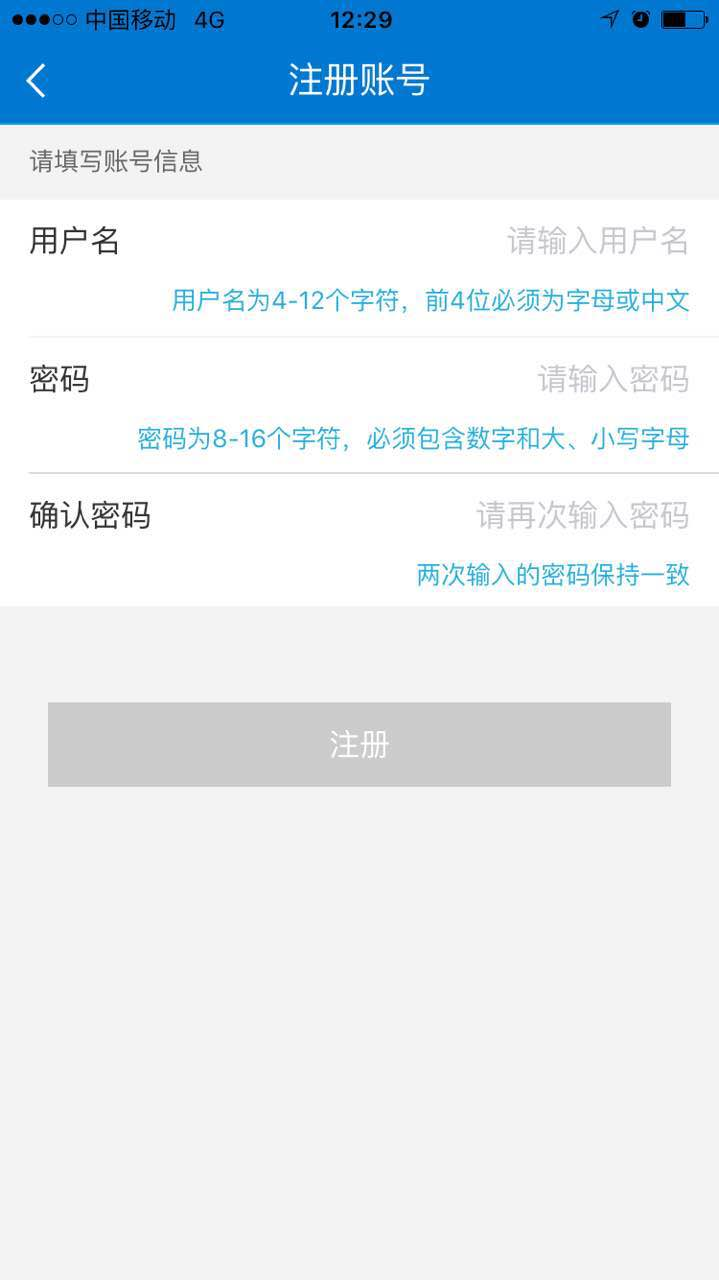 中国移动 4G 12:29
注册账号
请填写账号信息
用户名 请输入用户名
用户名为4-12个字符，前4位必须为字母或中文
密码 请输入密码
密码为8-16个字符，必须包含数字和大、小写字母
确认密码 请再次输入密码
两次输入的密码保持一致
注册